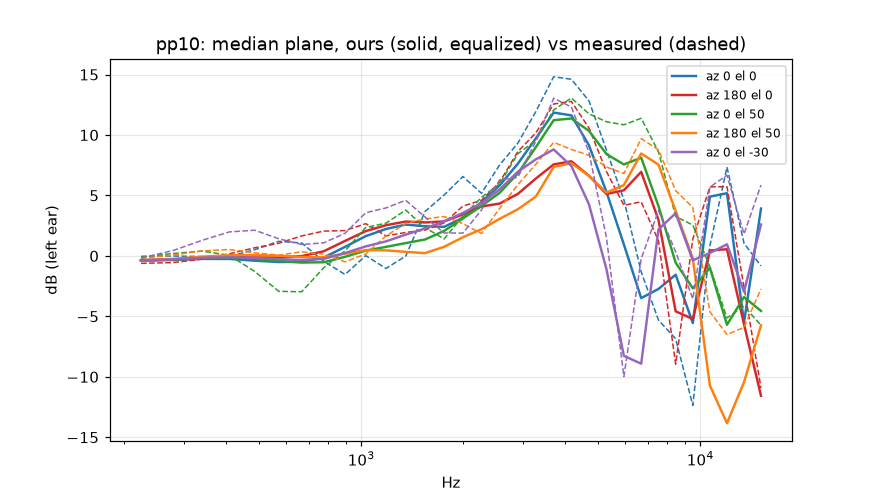 pp10: median plane, ours (solid, equalized) vs measured (dashed)
az 0 el 0
az 180 el 0
az 0 el 50
az 180 el 50
az 0 el -30
dB (left ear)
15
10
5
0
−5
−10
−15
10³
10⁴
Hz